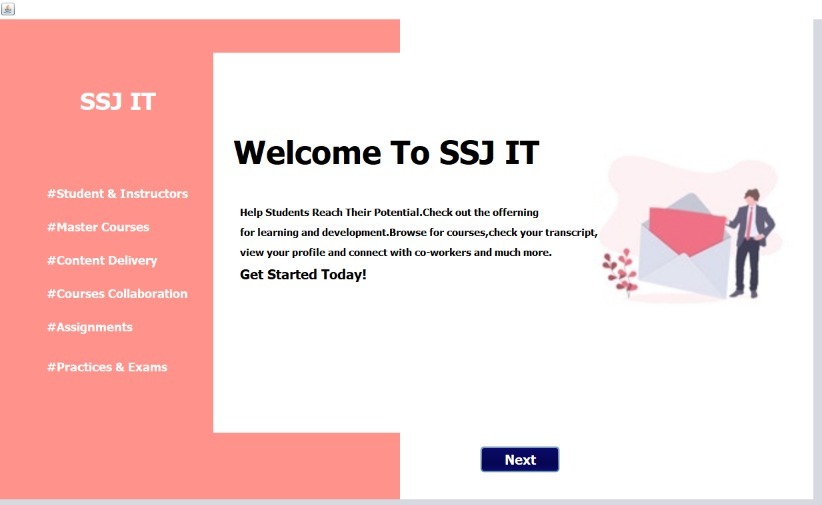 SSJ IT
#Student & Instructors
#Master Courses
#Content Delivery
#Courses Collaboration
#Assignments
#Practices & Exams
Welcome To SSJ IT
Help Students Reach Their Potential.Check out the offerning
for learning and development.Browse for courses,check your transcript,
view your profile and connect with co-workers and much more.
Get Started Today!
Next